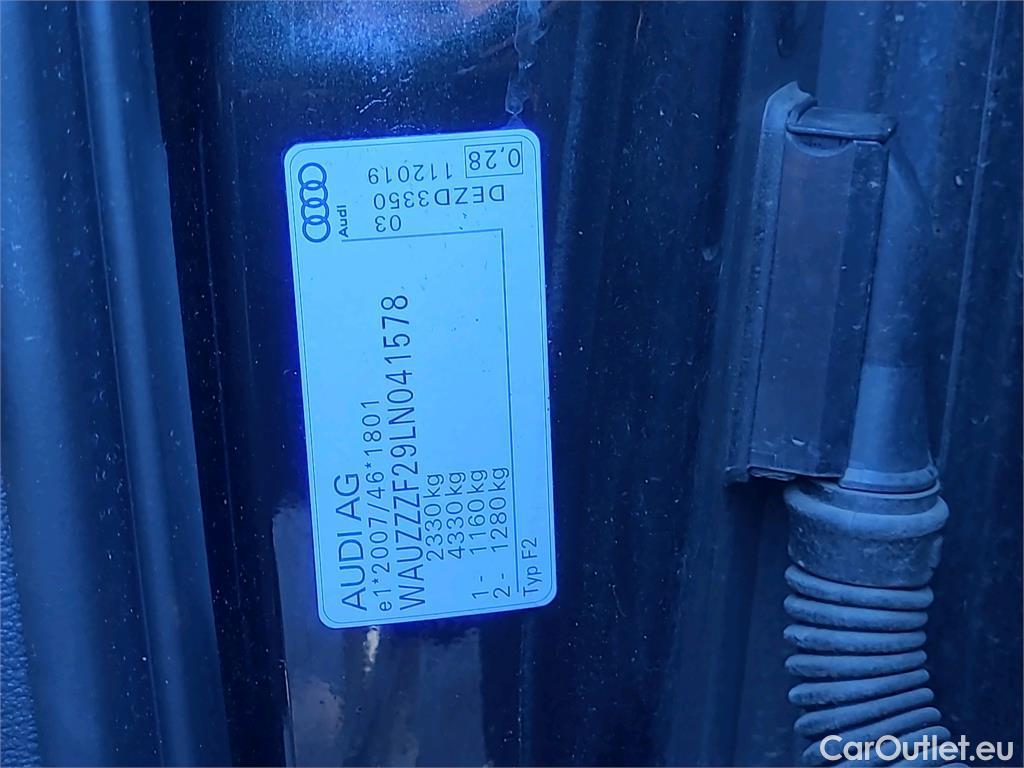 AUDI AG
e1*2007/46*1801
WAUZZZF29LN041578
2330kg
4330kg
1 - 1160kg
2 - 1280kg
Typ F2
Audi
03
DEZD3350
112019
0,28
CarOutlet.eu